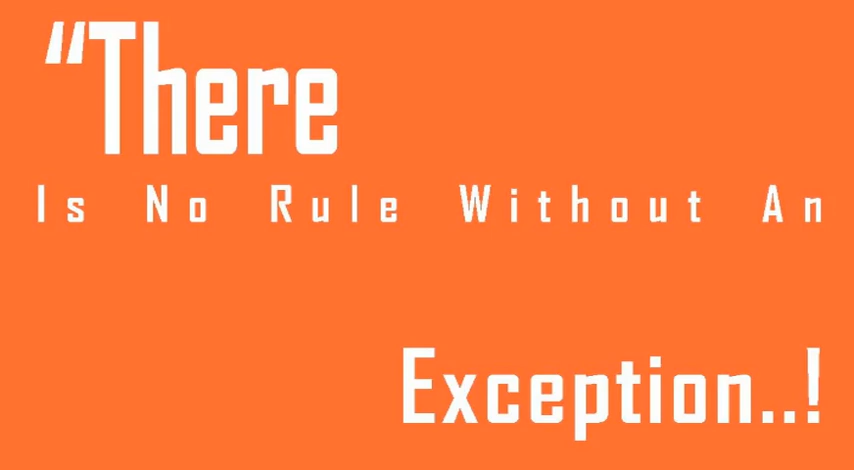 “There
Is No Rule Without An
Exception..!